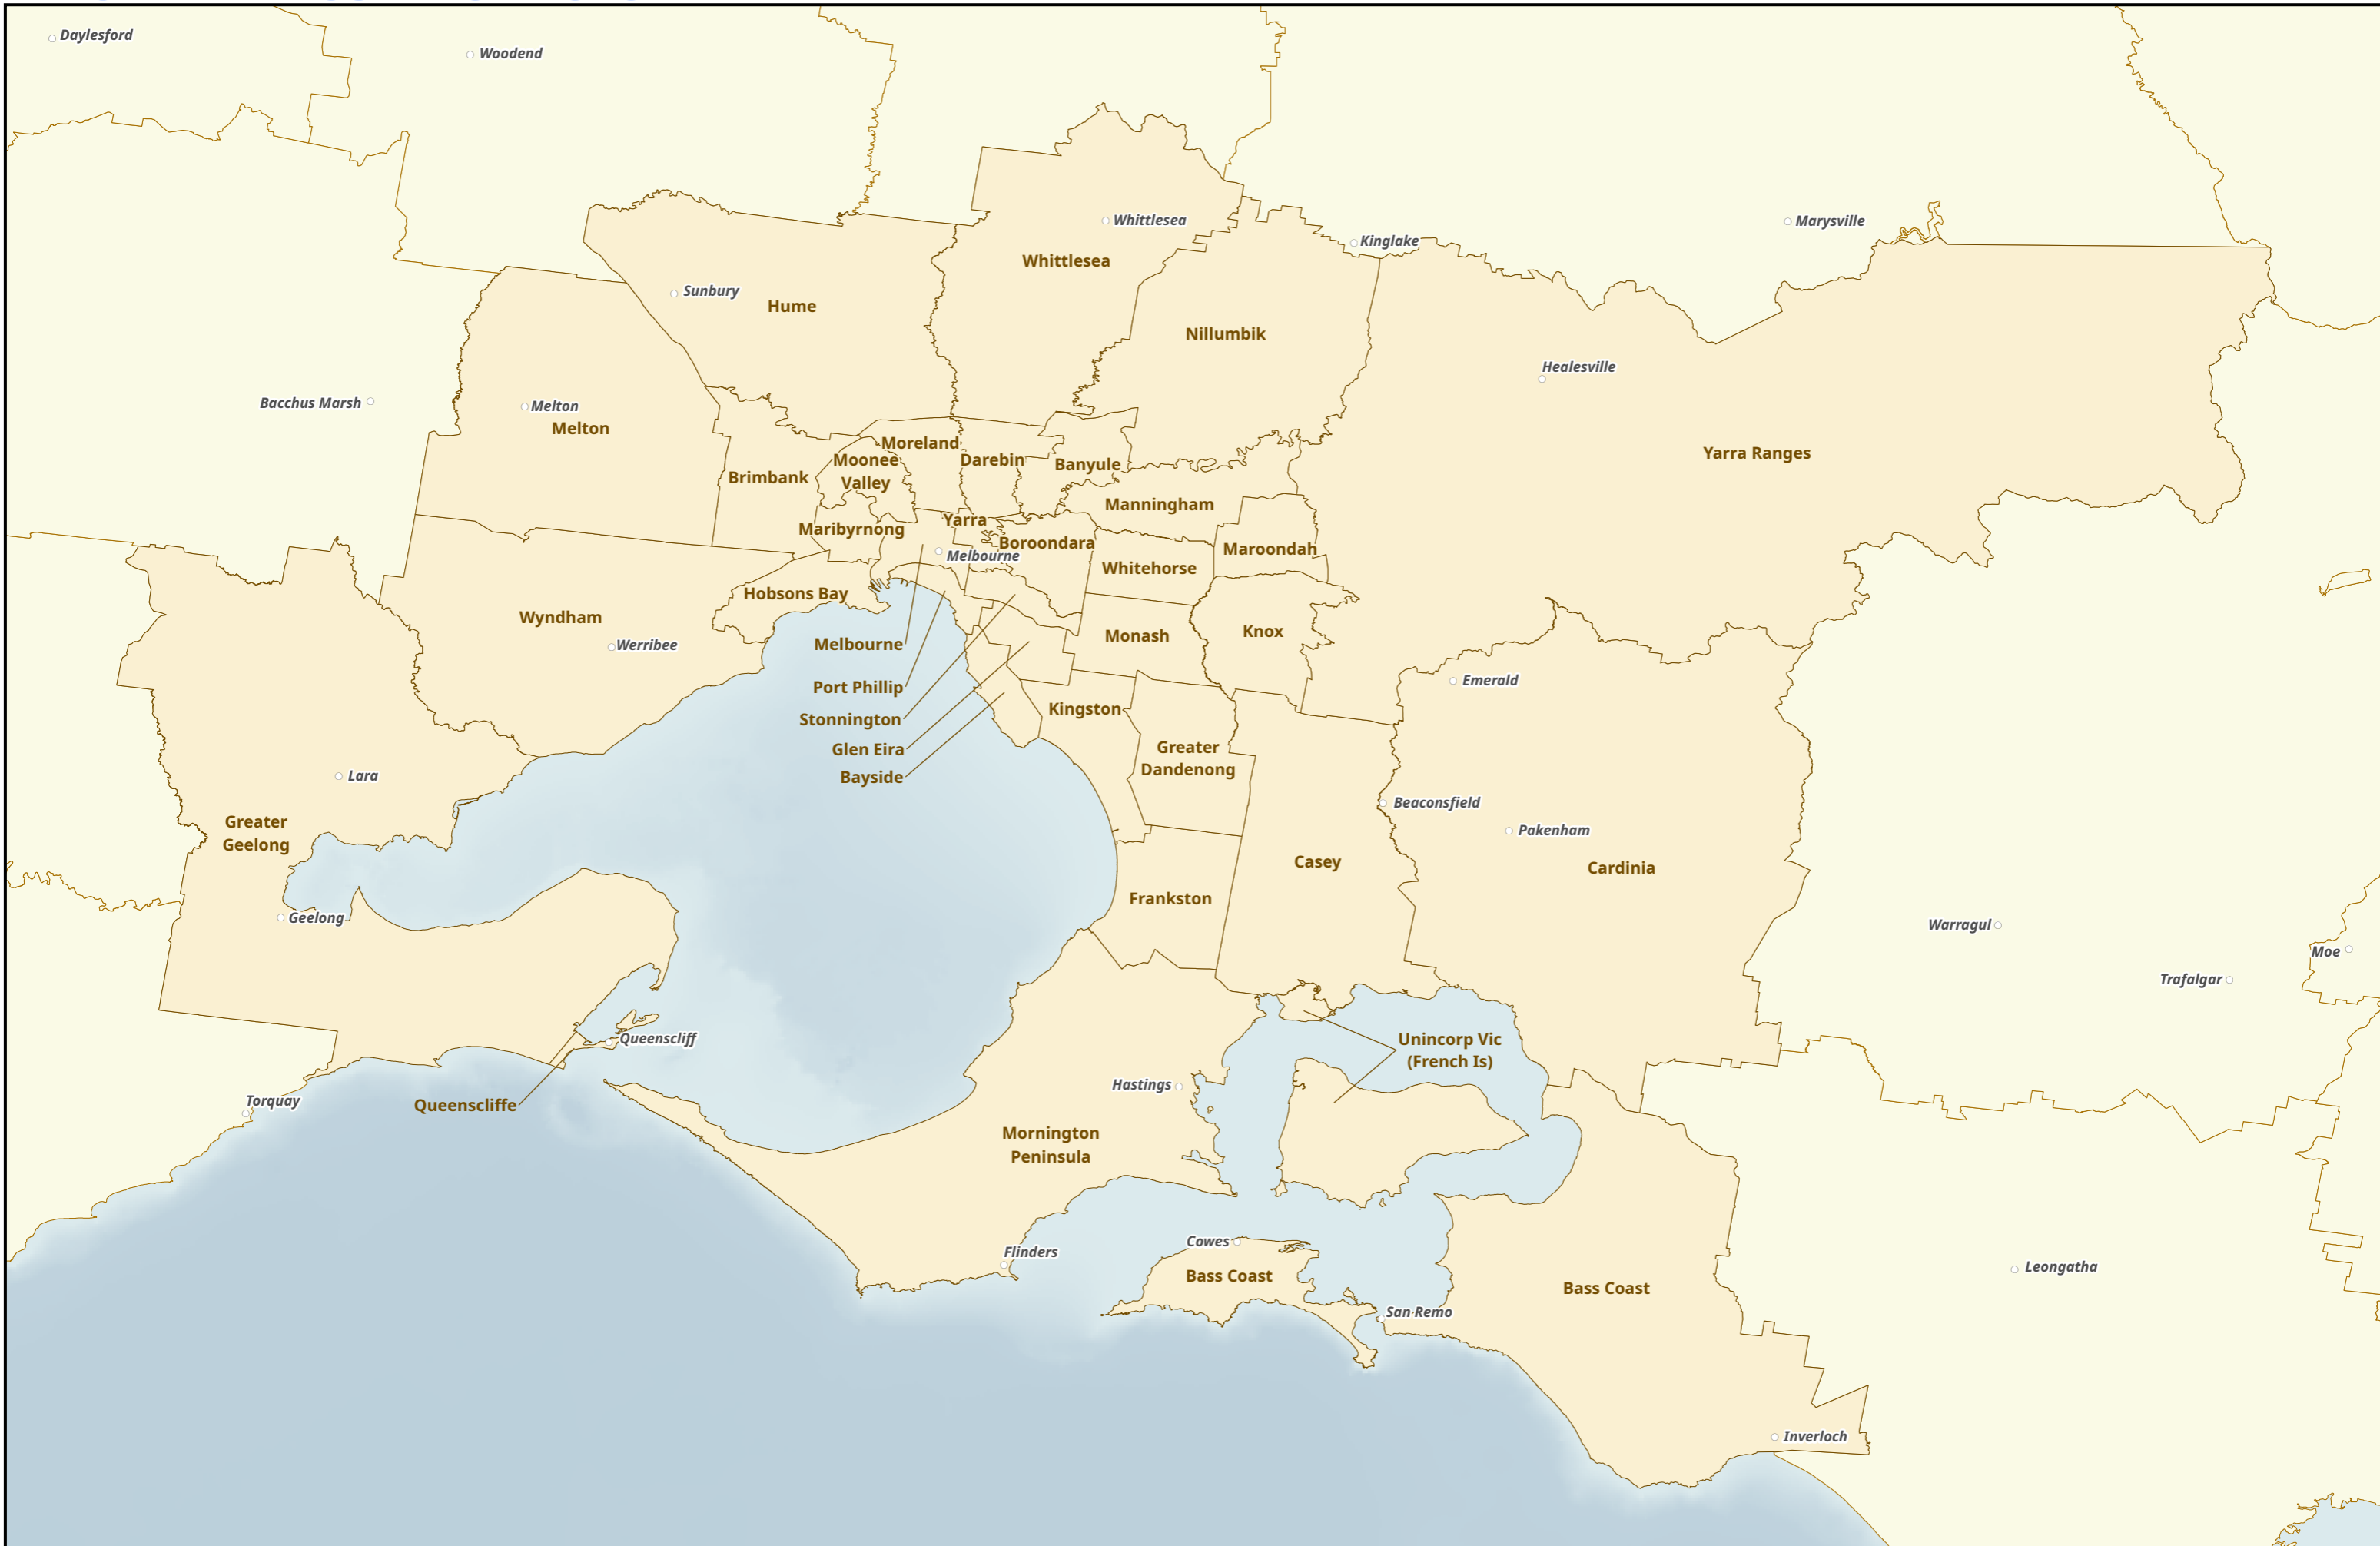 Daylesford
Woodend
Whittlesea
Marysville
Kinglake
Whittlesea
Sunbury
Hume
Nillumbik
Healesville
Bacchus Marsh
Melton
Melton
Moreland
Yarra Ranges
Moonee
Valley
Darebin
Banyule
Brimbank
Manningham
Yarra
Maribyrnong
Boroondara
Maroondah
Melbourne
Whitehorse
Hobsons Bay
Wyndham
Knox
Monash
Werribee
Melbourne
Emerald
Port Phillip
Kingston
Stonnington
Glen Eira
Greater
Dandenong
Lara
Bayside
Beaconsfield
Greater
Geelong
Pakenham
Casey
Cardinia
Frankston
Geelong
Warragul
Moe
Trafalgar
Queenscliff
Unincorp Vic
(French Is)
Hastings
Torquay
Queenscliffe
Mornington
Peninsula
Cowes
Flinders
Leongatha
Bass Coast
Bass Coast
San Remo
Inverloch